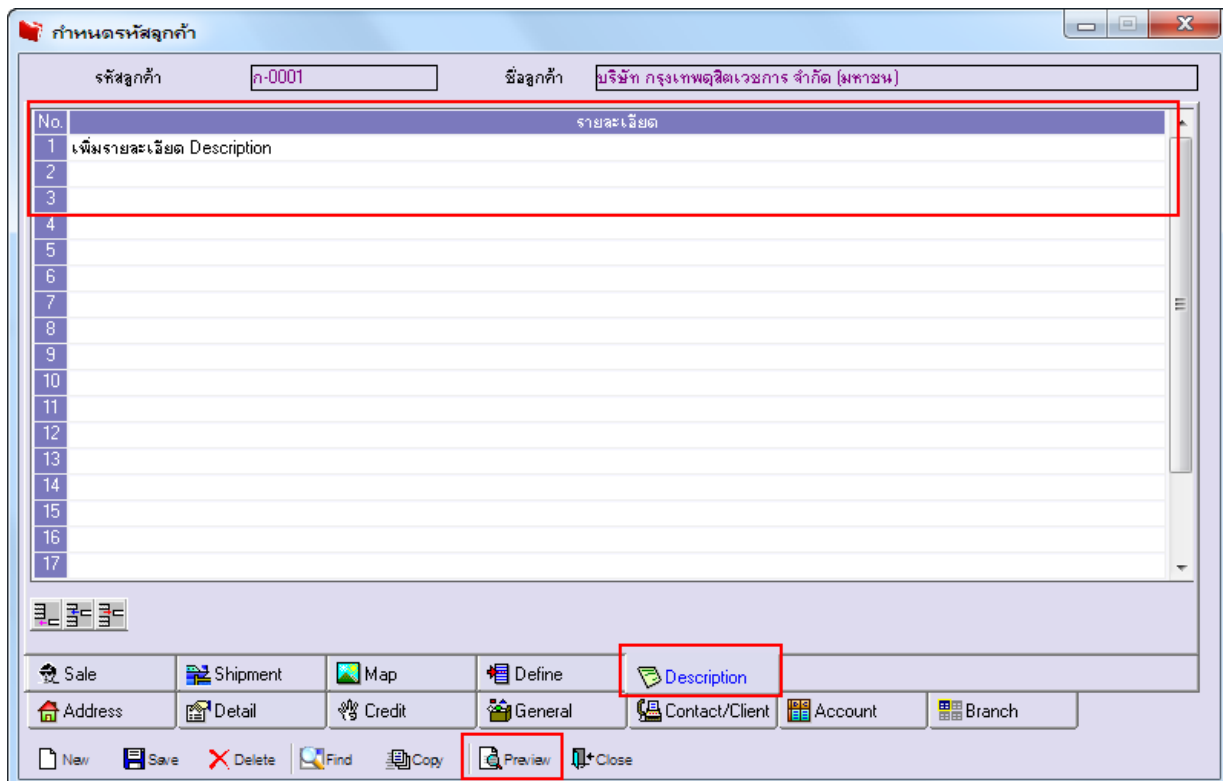 กำหนดรหัสลูกค้า
รหัสลูกค้า ก-0001 ชื่อลูกค้า บริษัท กรุงเทพดุสิตเวชการ จำกัด (มหาชน)
No. รายละเอียด
1 เพิ่มรายละเอียด Description
2
3
4
5
6
7
8
9
10
11
12
13
14
15
16
17
Sale Shipment Map Define Description
Address Detail Credit General Contact/Client Account Branch
New Save Delete Find Copy Preview Close